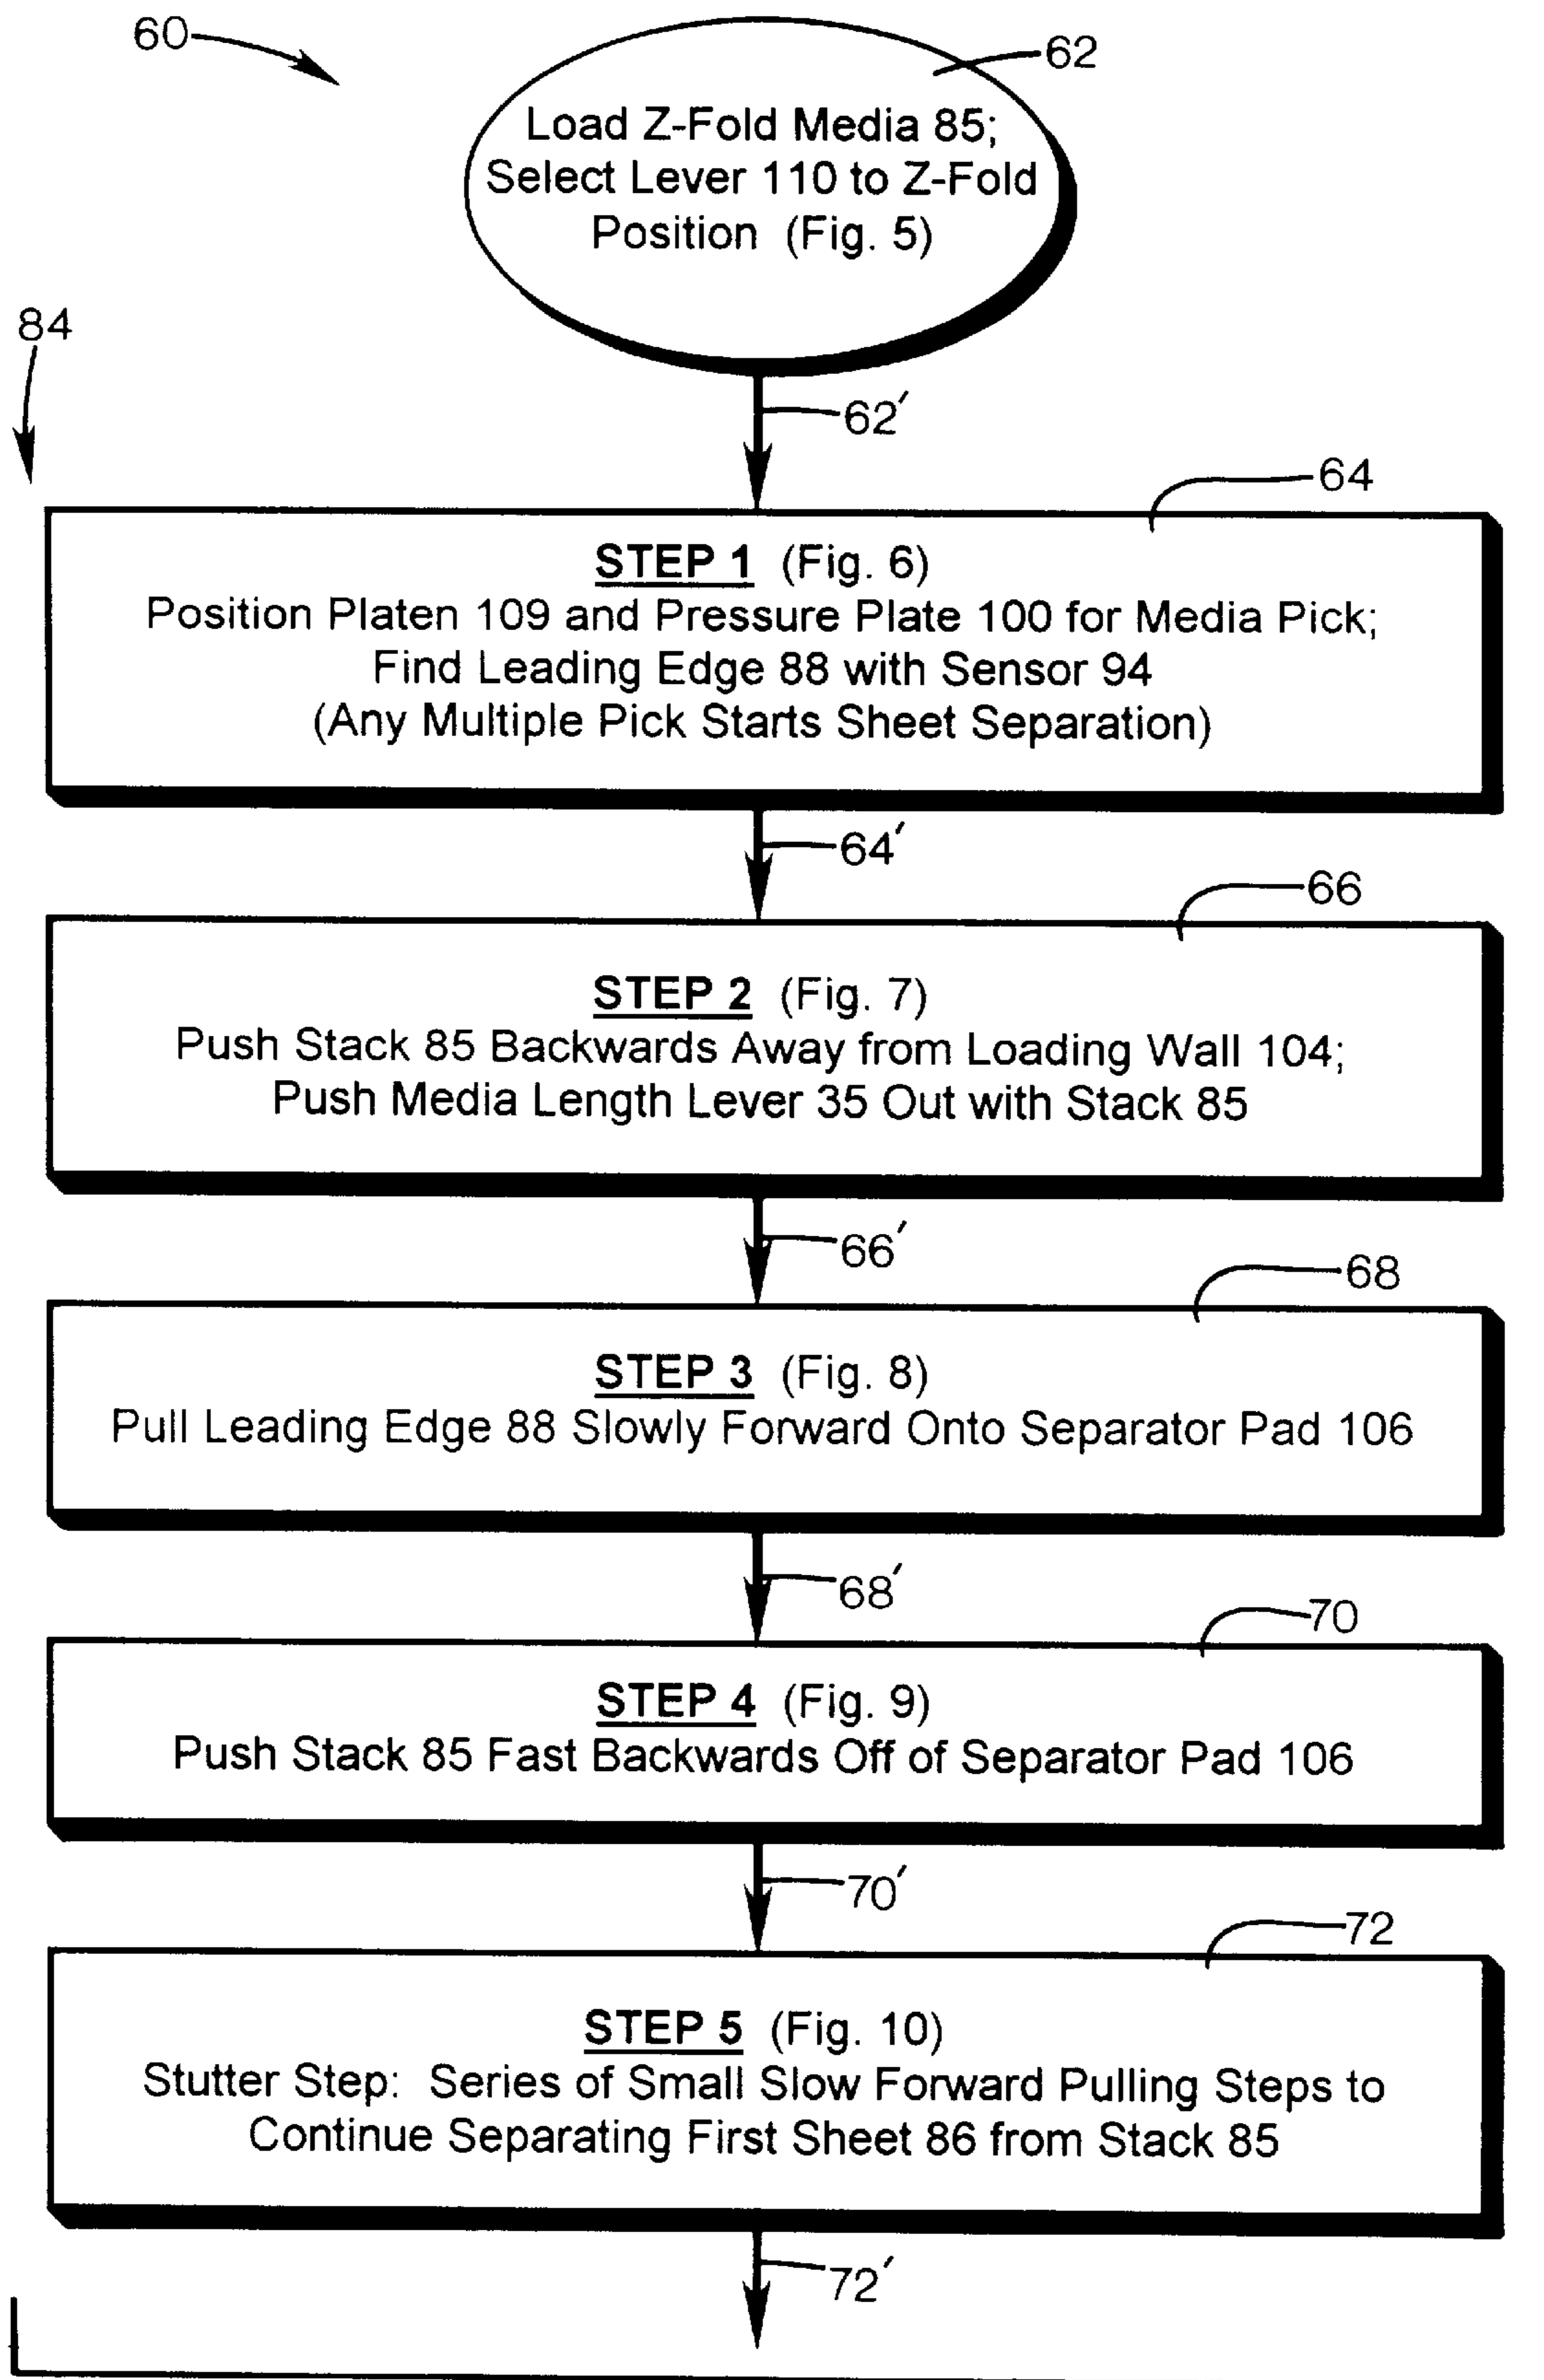 60
62
Load Z-Fold Media 85;
Select Lever 110 to Z-Fold
Position (Fig. 5)
84
62′
64
STEP 1 (Fig. 6)
Position Platen 109 and Pressure Plate 100 for Media Pick;
Find Leading Edge 88 with Sensor 94
(Any Multiple Pick Starts Sheet Separation)
64′
66
STEP 2 (Fig. 7)
Push Stack 85 Backwards Away from Loading Wall 104;
Push Media Length Lever 35 Out with Stack 85
66′
68
STEP 3 (Fig. 8)
Pull Leading Edge 88 Slowly Forward Onto Separator Pad 106
68′
70
STEP 4 (Fig. 9)
Push Stack 85 Fast Backwards Off of Separator Pad 106
70′
72
STEP 5 (Fig. 10)
Stutter Step: Series of Small Slow Forward Pulling Steps to
Continue Separating First Sheet 86 from Stack 85
72′